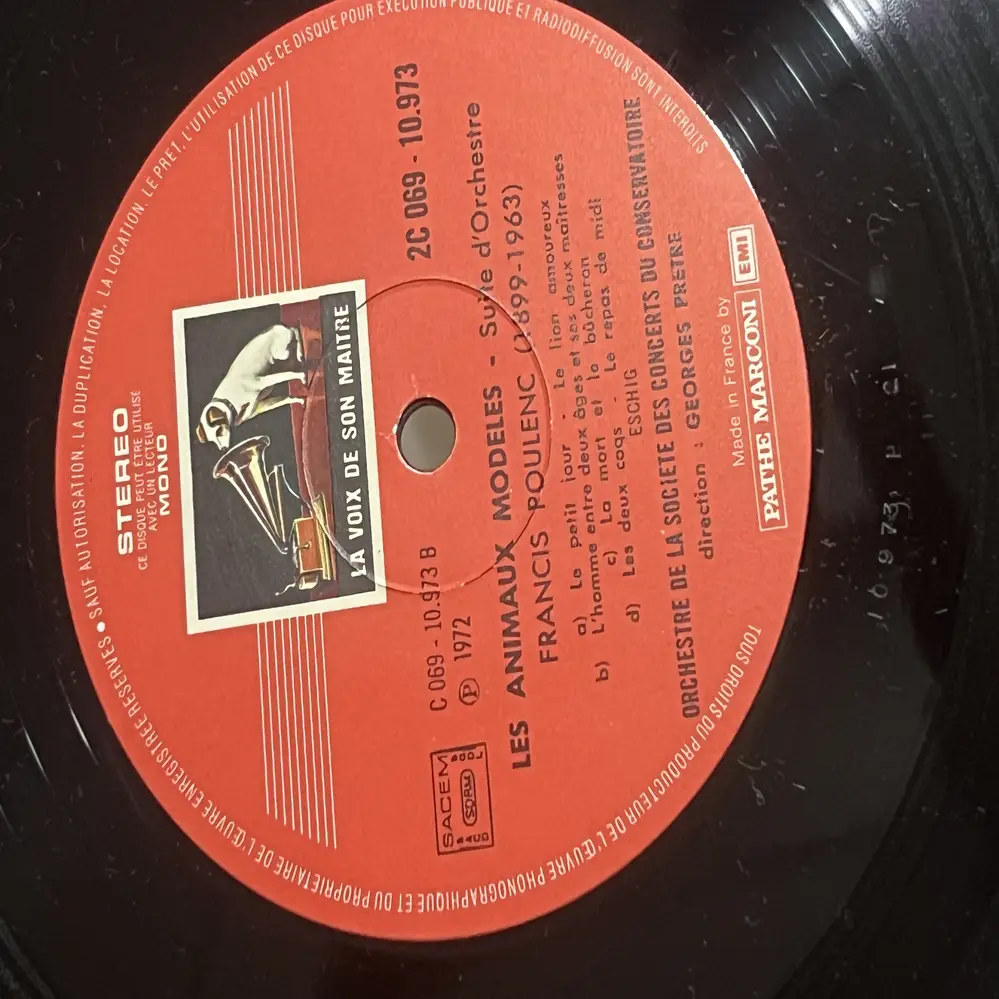 TOUS DROITS DU PRODUCTEUR DE L'ŒUVRE PHONOGRAPHIQUE ET DU PROPRIETAIRE DE L'ŒUVRE ENREGISTREE RESERVES • SAUF AUTORISATION. LA DUPLICATION, LA LOCATION. LE PRET, L'UTILISATION DE CE DISQUE POUR EXECUTION PUBLIQUE ET RADIODIFFUSION SONT INTERDITS
STEREO
CE DISQUE PEUT ÊTRE UTILISÉ
AVEC UN LECTEUR
MONO
LA VOIX DE SON MAITRE
C 069 - 10.973 B
2C 069 - 10.973
Ⓟ 1972
SACEM
SDRM
LES ANIMAUX MODELES - Suite d'Orchestre
FRANCIS POULENC (1899-1963)
a) Le petit jour - Le lion amoureux
b) L'homme entre deux âges et ses deux maîtresses
c) La mort et le bûcheron
d) Les deux coqs - Le repas de midi
ESCHIG
ORCHESTRE DE LA SOCIETE DES CONCERTS DU CONSERVATOIRE
direction : GEORGES PRETRE
Made in France by
PATHE MARCONI EMI
10973